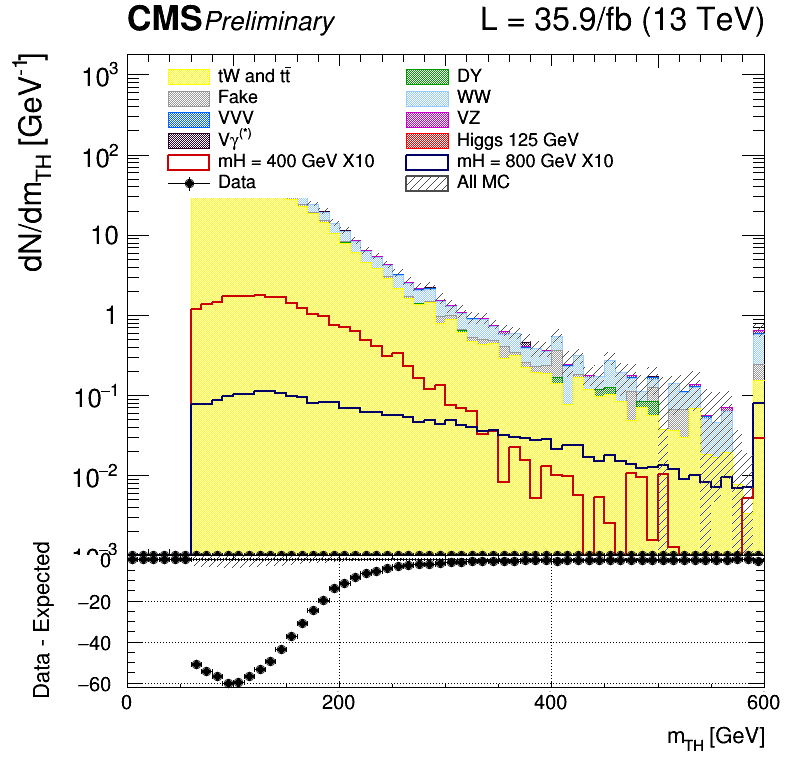 CMS Preliminary L = 35.9/fb (13 TeV)
dN/dm_TH [GeV⁻¹]
tW and tt̄ DY
Fake WW
VVV VZ
Vγ⁽*⁾ Higgs 125 GeV
mH = 400 GeV X10 mH = 800 GeV X10
Data All MC
10³
10²
10
1
10⁻¹
10⁻²
Data - Expected
0
−20
−40
−60
0 200 400 600
m_TH [GeV]